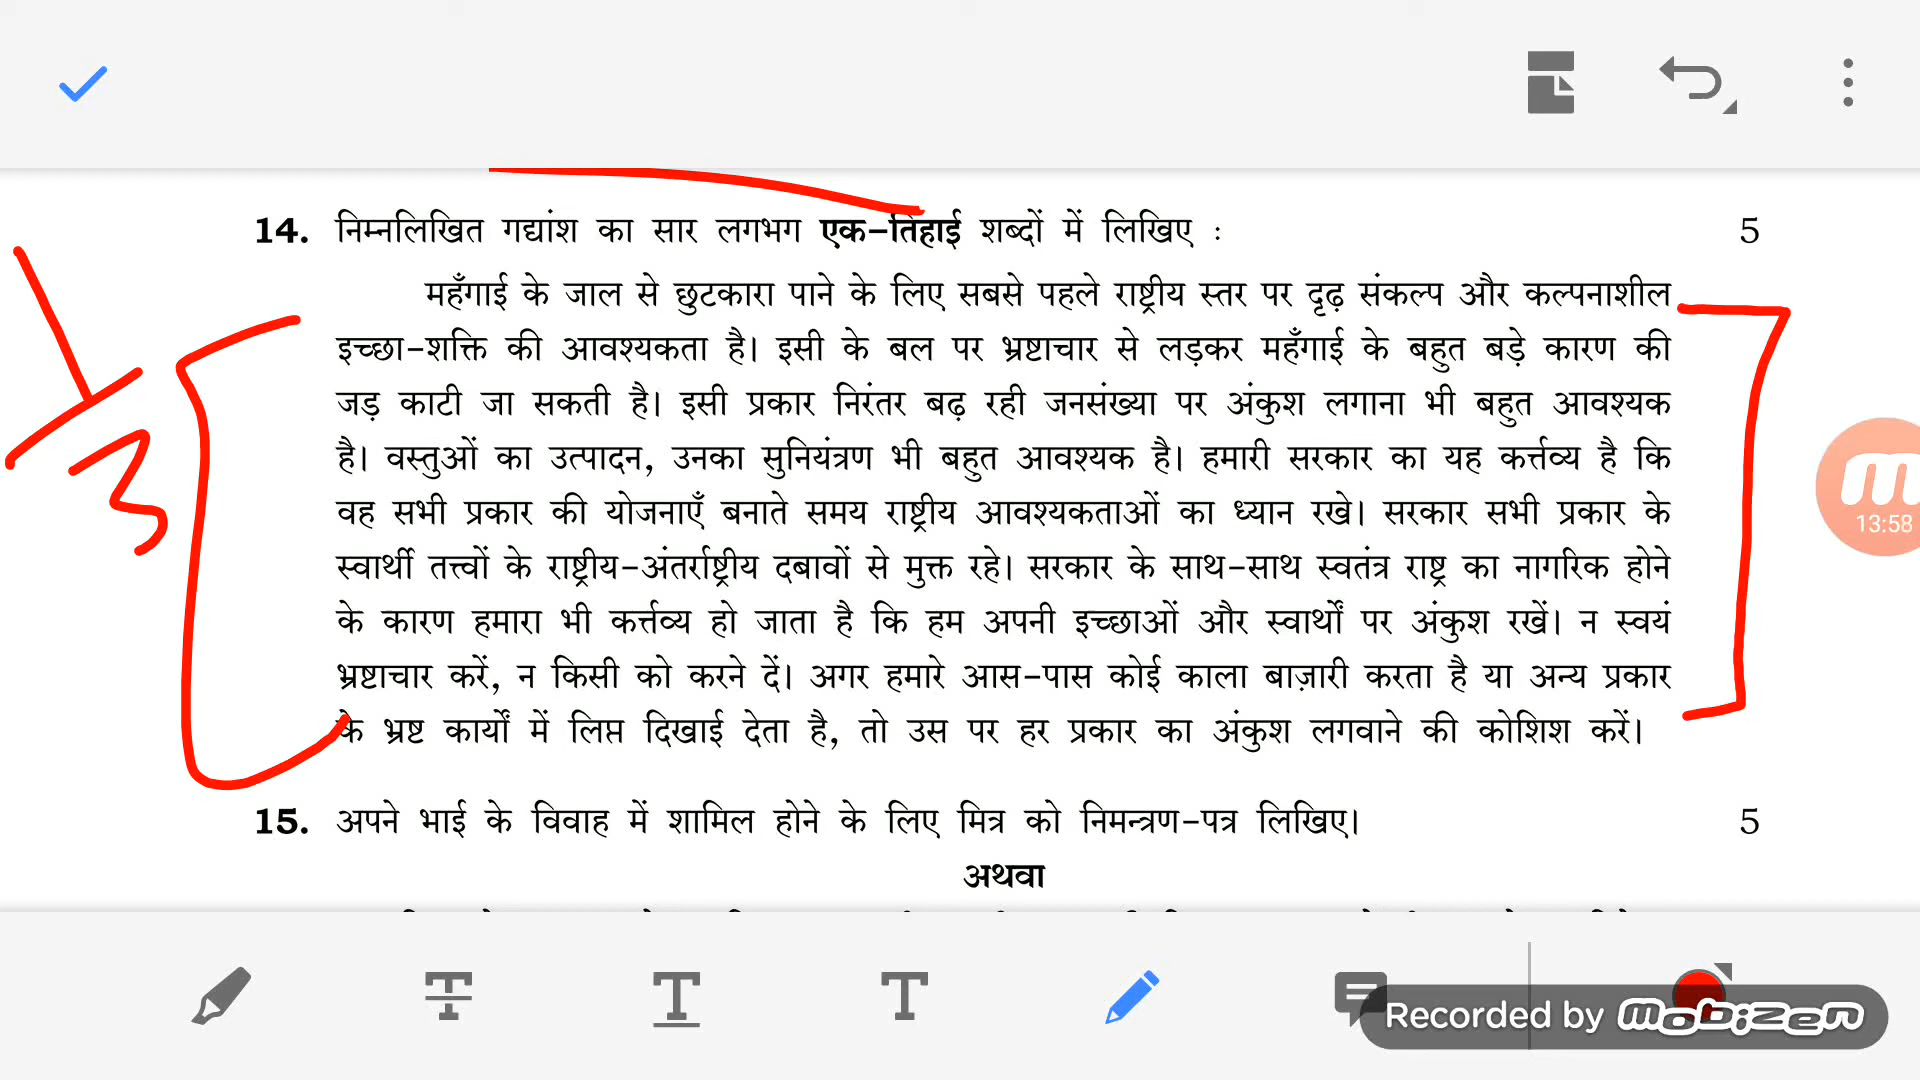 14. निम्नलिखित गद्यांश का सार लगभग एक-तिहाई शब्दों में लिखिए : 5
महँगाई के जाल से छुटकारा पाने के लिए सबसे पहले राष्ट्रीय स्तर पर दृढ़ संकल्प और कल्पनाशील
इच्छा-शक्ति की आवश्यकता है। इसी के बल पर भ्रष्टाचार से लड़कर महँगाई के बहुत बड़े कारण की
जड़ काटी जा सकती है। इसी प्रकार निरंतर बढ़ रही जनसंख्या पर अंकुश लगाना भी बहुत आवश्यक
है। वस्तुओं का उत्पादन, उनका सुनियंत्रण भी बहुत आवश्यक है। हमारी सरकार का यह कर्त्तव्य है कि
वह सभी प्रकार की योजनाएँ बनाते समय राष्ट्रीय आवश्यकताओं का ध्यान रखे। सरकार सभी प्रकार के
स्वार्थी तत्त्वों के राष्ट्रीय-अंतर्राष्ट्रीय दबावों से मुक्त रहे। सरकार के साथ-साथ स्वतंत्र राष्ट्र का नागरिक होने
के कारण हमारा भी कर्त्तव्य हो जाता है कि हम अपनी इच्छाओं और स्वार्थों पर अंकुश रखें। न स्वयं
भ्रष्टाचार करें, न किसी को करने दें। अगर हमारे आस-पास कोई काला बाज़ारी करता है या अन्य प्रकार
के भ्रष्ट कार्यों में लिप्त दिखाई देता है, तो उस पर हर प्रकार का अंकुश लगवाने की कोशिश करें।
1
3
m
13:58
15. अपने भाई के विवाह में शामिल होने के लिए मित्र को निमन्त्रण-पत्र लिखिए। 5
अथवा
T T T
Recorded by mobizen